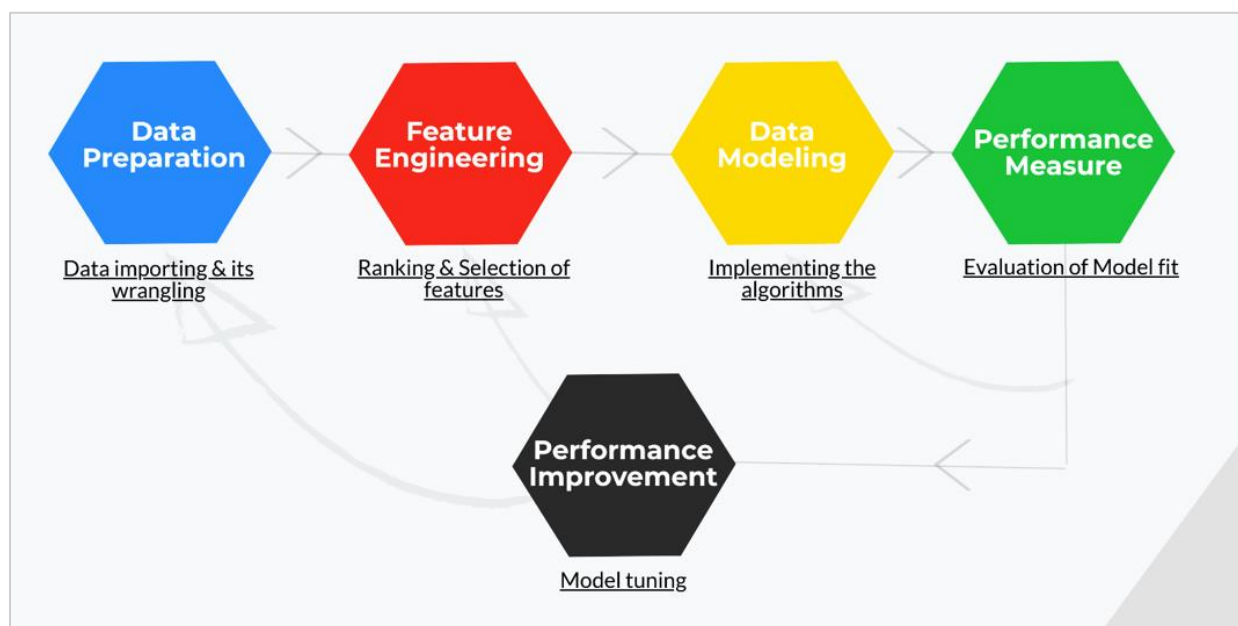 Data
Preparation
Feature
Engineering
Data
Modeling
Performance
Measure
Data importing & its
wrangling
Ranking & Selection of
features
Implementing the
algorithms
Evaluation of Model fit
Performance
Improvement
Model tuning